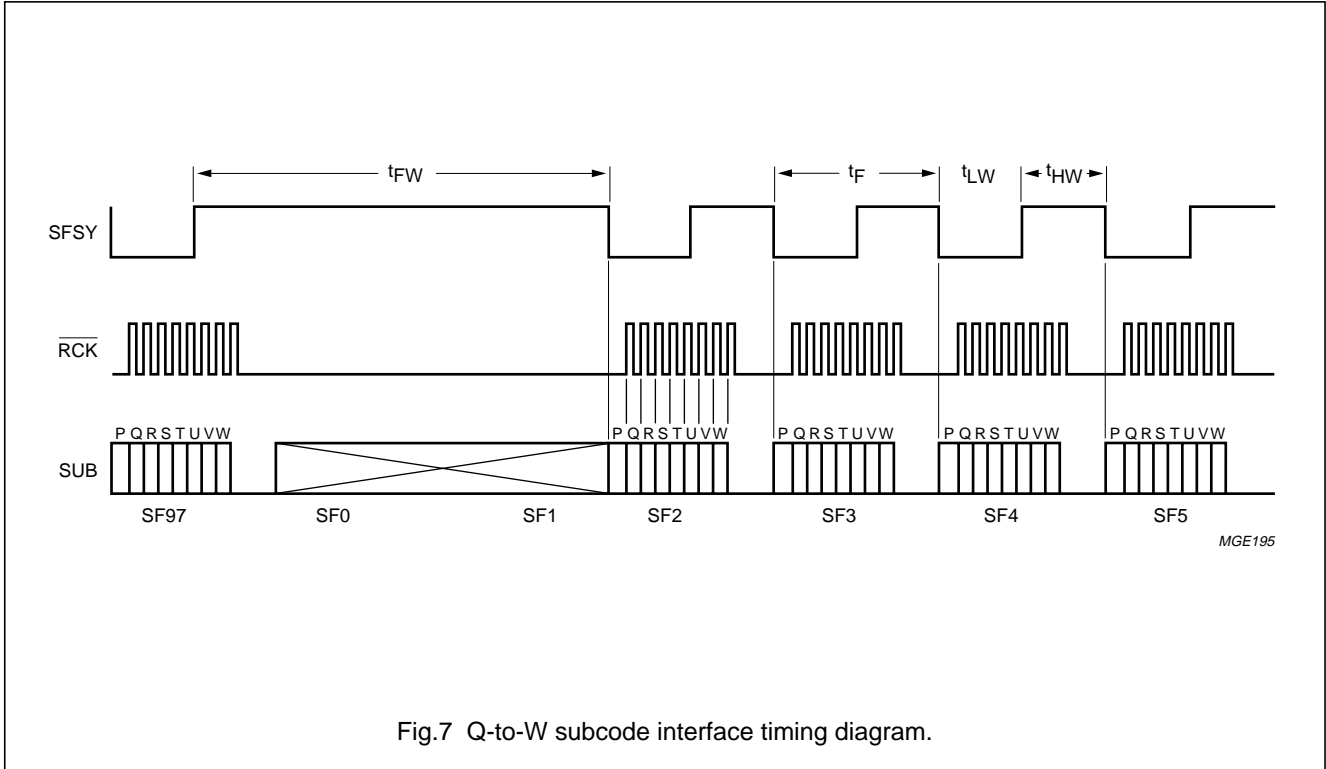 tFW tF tLW tHW
SFSY
RCK
P Q R S T U V W P Q R S T U V W P Q R S T U V W P Q R S T U V W P Q R S T U V W
SUB
SF97 SF0 SF1 SF2 SF3 SF4 SF5
MGE195
Fig.7 Q-to-W subcode interface timing diagram.